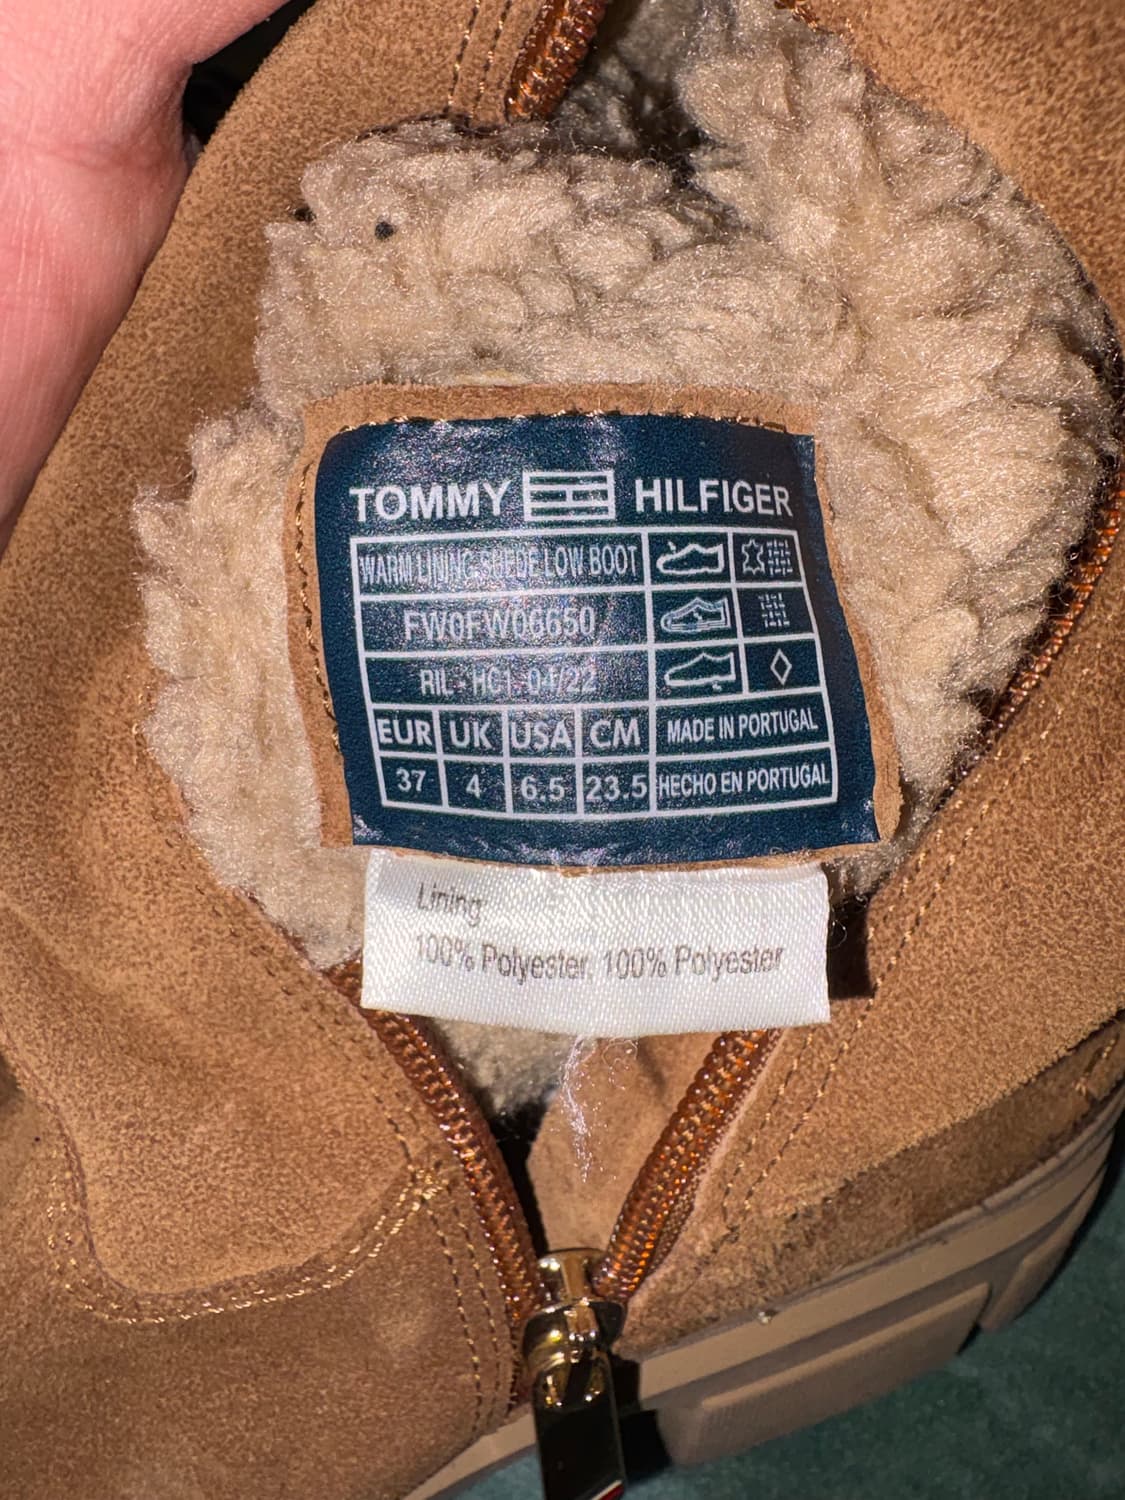 TOMMY HILFIGER
WARM LINING SUEDE LOW BOOT
FW0FW06650
RIL - HC1 04/22
EUR UK USA CM MADE IN PORTUGAL
37 4 6.5 23.5 HECHO EN PORTUGAL
Lining
100% Polyester, 100% Polyester